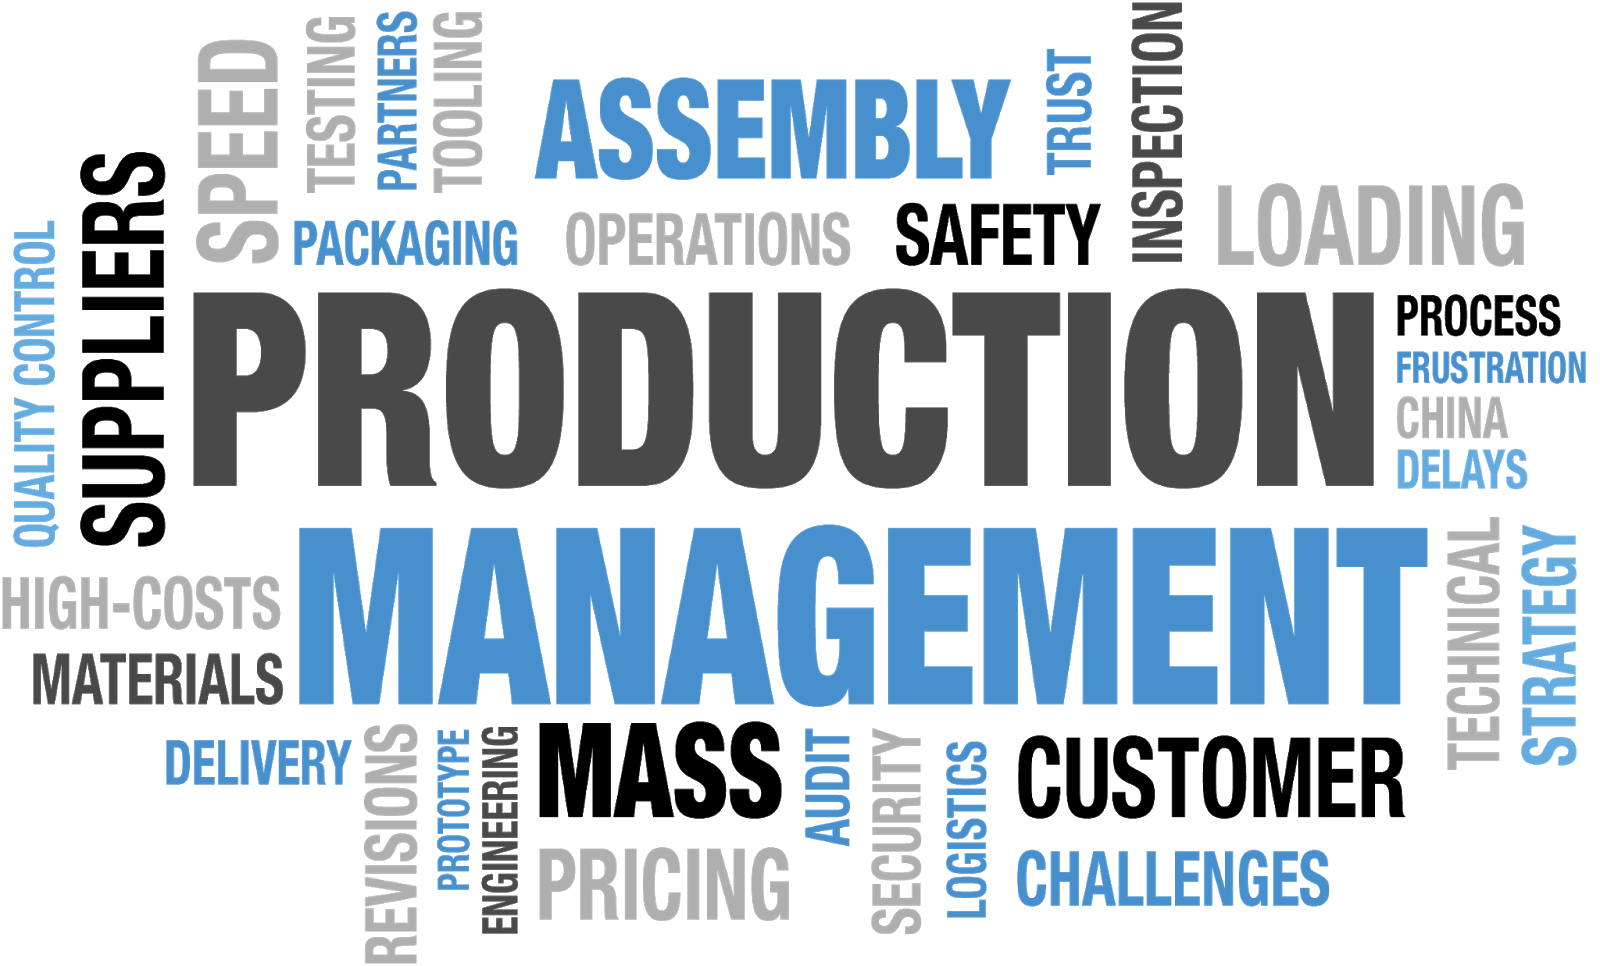 SPEED
TESTING
PARTNERS
TOOLING
ASSEMBLY
TRUST
INSPECTION
QUALITY CONTROL
SUPPLIERS
PACKAGING
OPERATIONS
SAFETY
LOADING
PRODUCTION
PROCESS
FRUSTRATION
CHINA
DELAYS
MANAGEMENT
TECHNICAL
STRATEGY
HIGH-COSTS
MATERIALS
DELIVERY
REVISIONS
PROTOTYPE
ENGINEERING
MASS
PRICING
AUDIT
SECURITY
LOGISTICS
CUSTOMER
CHALLENGES